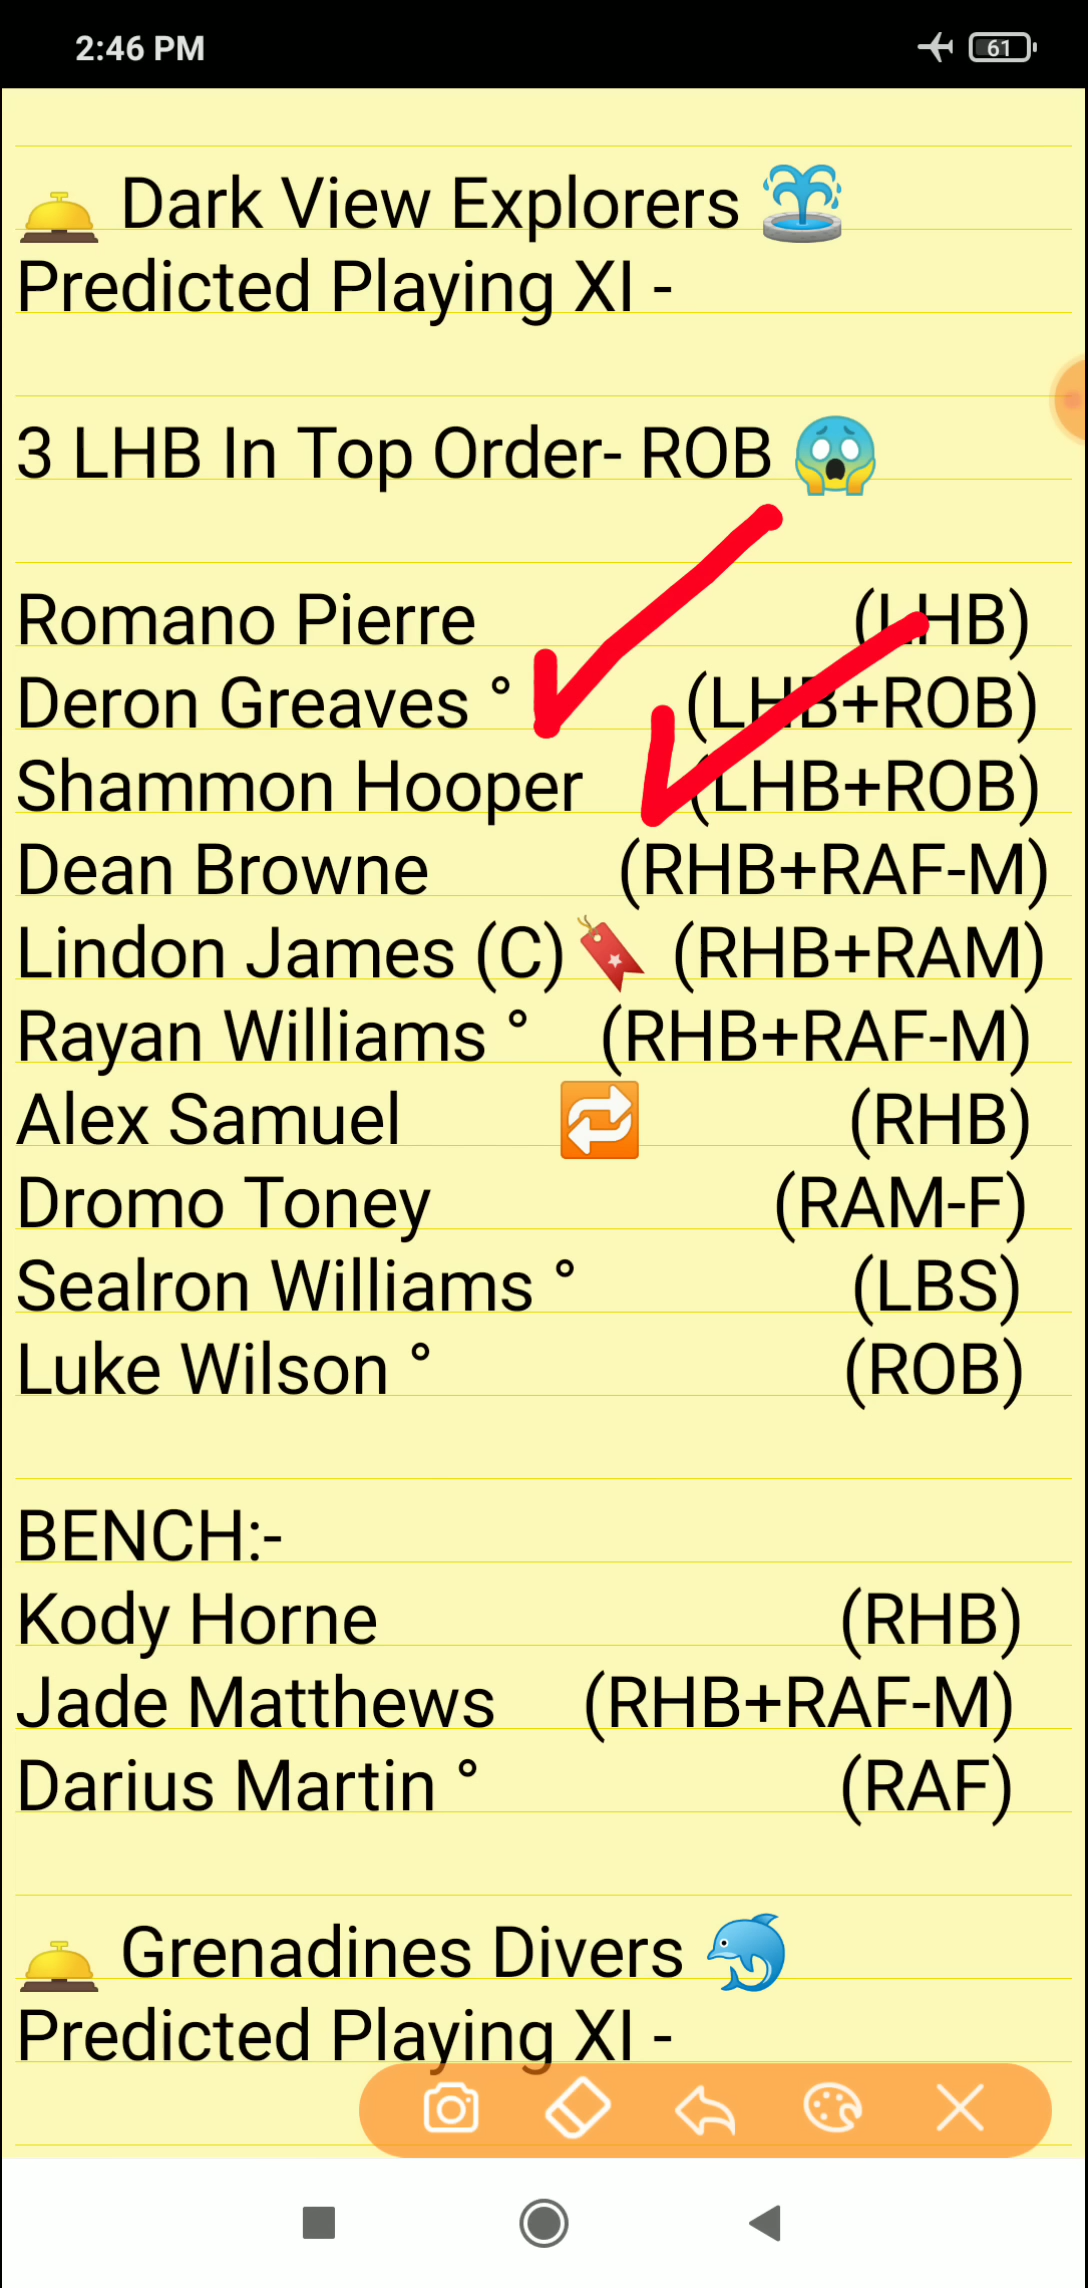 2:46 PM
61
Dark View Explorers
Predicted Playing XI -
3 LHB In Top Order- ROB
Romano Pierre (LHB)
Deron Greaves ° (LHB+ROB)
Shammon Hooper (LHB+ROB)
Dean Browne (RHB+RAF-M)
Lindon James (C) (RHB+RAM)
Rayan Williams ° (RHB+RAF-M)
Alex Samuel (RHB)
Dromo Toney (RAM-F)
Sealron Williams ° (LBS)
Luke Wilson ° (ROB)
BENCH:-
Kody Horne (RHB)
Jade Matthews (RHB+RAF-M)
Darius Martin ° (RAF)
Grenadines Divers
Predicted Playing XI -